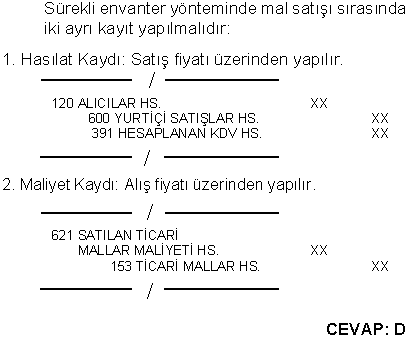 Sürekli envanter yönteminde mal satışı sırasında
iki ayrı kayıt yapılmalıdır:
1. Hasılat Kaydı: Satış fiyatı üzerinden yapılır.
/
120 ALICILAR HS. XX
600 YURTİÇİ SATIŞLAR HS. XX
391 HESAPLANAN KDV HS. XX
/
2. Maliyet Kaydı: Alış fiyatı üzerinden yapılır.
/
621 SATILAN TİCARİ
MALLAR MALİYETİ HS. XX
153 TİCARİ MALLAR HS. XX
/
CEVAP: D